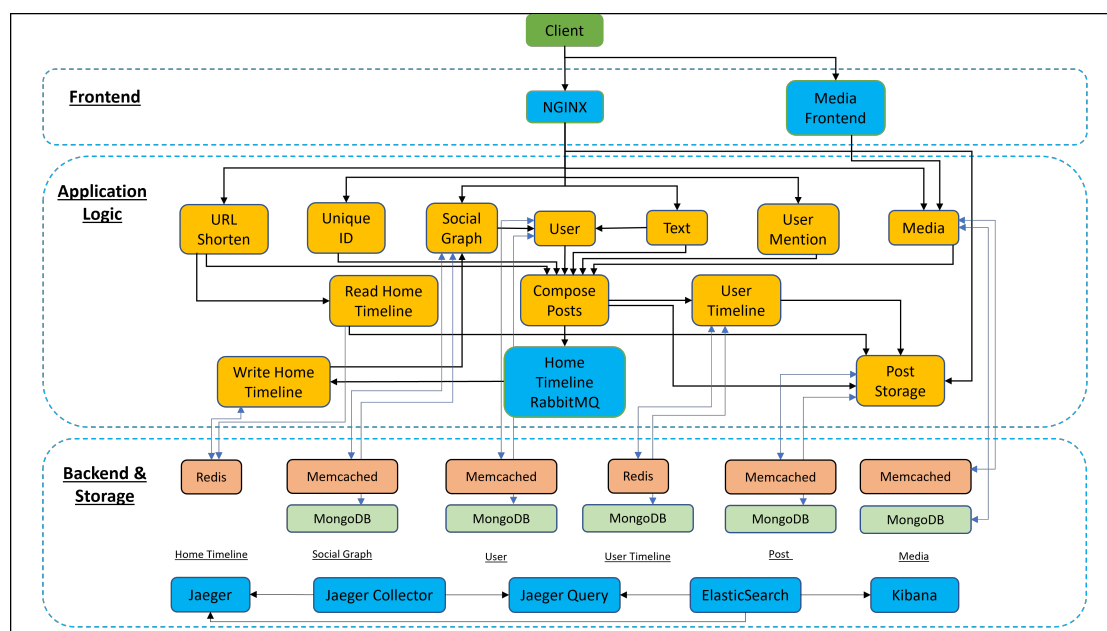 Client
Frontend
NGINX
Media
Frontend
Application
Logic
URL
Shorten
Unique
ID
Social
Graph
User
Text
User
Mention
Media
Read Home
Timeline
Compose
Posts
User
Timeline
Write Home
Timeline
Home
Timeline
RabbitMQ
Post
Storage
Backend &
Storage
Redis
Memcached
Memcached
Redis
Memcached
Memcached
MongoDB
MongoDB
MongoDB
MongoDB
MongoDB
Home Timeline
Social Graph
User
User Timeline
Post
Media
Jaeger
Jaeger Collector
Jaeger Query
ElasticSearch
Kibana